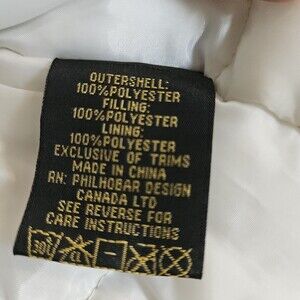 OUTERSHELL:
100%POLYESTER
FILLING:
100%POLYESTER
LINING:
100%POLYESTER
EXCLUSIVE OF TRIMS
MADE IN CHINA
RN: PHILHOBAR DESIGN
CANADA LTD
SEE REVERSE FOR
CARE INSTRUCTIONS